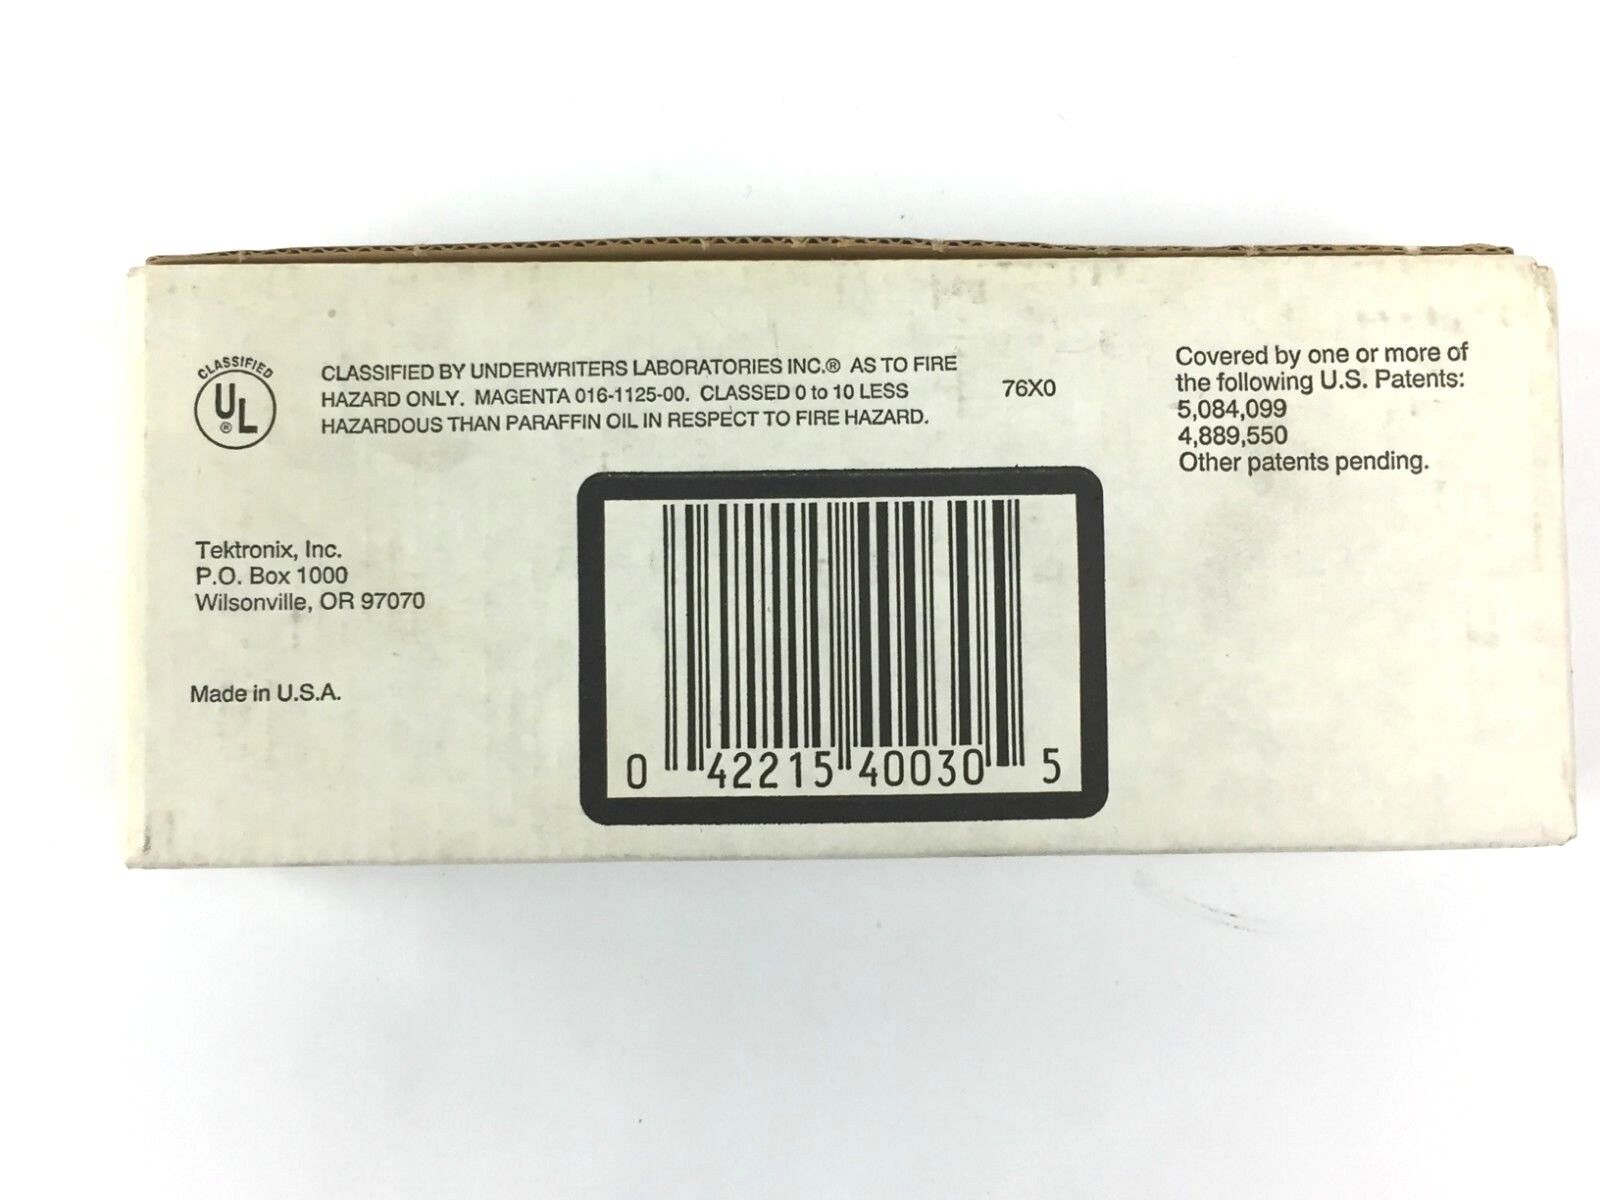 CLASSIFIED
UL®
CLASSIFIED BY UNDERWRITERS LABORATORIES INC.® AS TO FIRE
HAZARD ONLY. MAGENTA 016-1125-00. CLASSED 0 to 10 LESS
HAZARDOUS THAN PARAFFIN OIL IN RESPECT TO FIRE HAZARD.
76X0
Covered by one or more of
the following U.S. Patents:
5,084,099
4,889,550
Other patents pending.
Tektronix, Inc.
P.O. Box 1000
Wilsonville, OR 97070
Made in U.S.A.
0 42215 40030 5